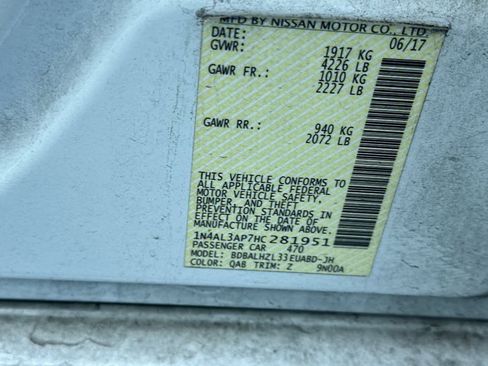 MFD BY NISSAN MOTOR CO., LTD.
DATE: 06/17
GVWR: 1917 KG
4226 LB
GAWR FR.: 1010 KG
2227 LB
GAWR RR.: 940 KG
2072 LB
THIS VEHICLE CONFORMS TO
ALL APPLICABLE FEDERAL
MOTOR VEHICLE SAFETY,
BUMPER, AND THEFT
PREVENTION STANDARDS IN
EFFECT ON THE DATE OF
MANUFACTURE SHOWN ABOVE.
1N4AL3AP7HC281951
PASSENGER CAR 470
MODEL: BDBALHZL33EUABD-JH
COLOR: QAB TRIM: Z 9N00A